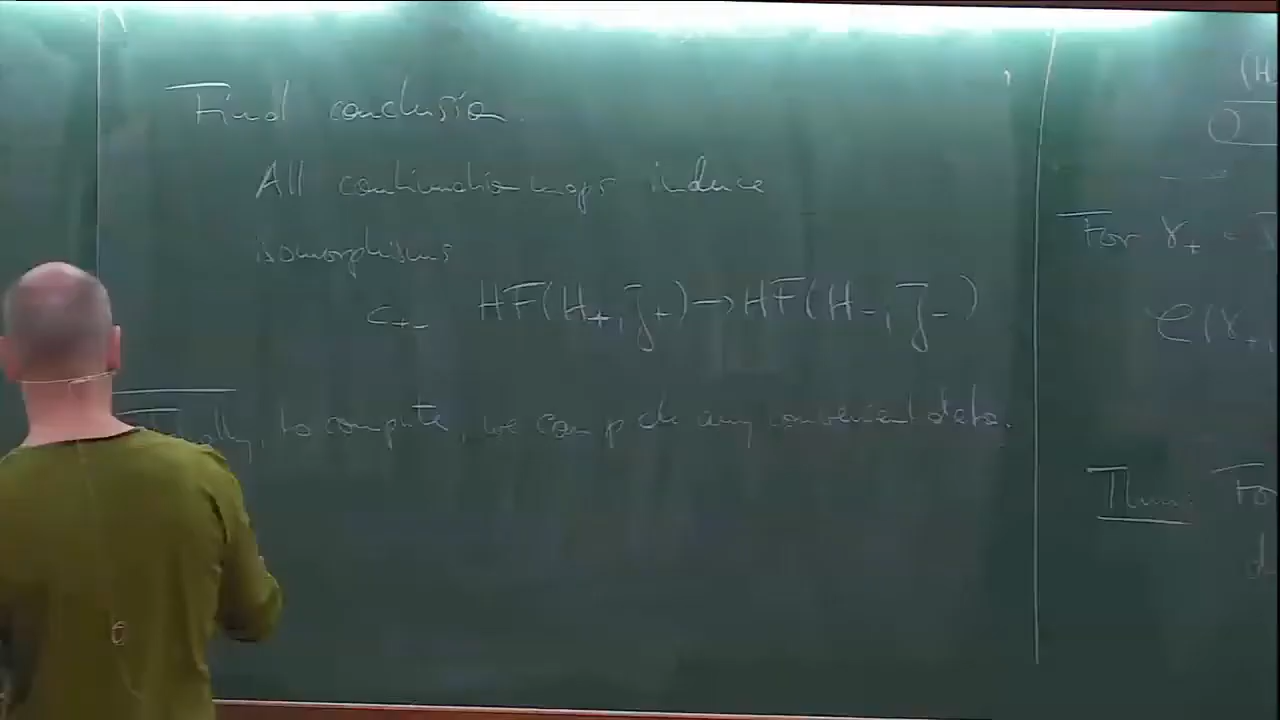 Final conclusion.
All continuation maps induce
isomorphisms
c₊₋ HF(H₊, J₊) → HF(H₋, J₋)
to compute, we can pick any convenient data.
(H
For γ₊
C(γ₊,
Thm: Fo
d